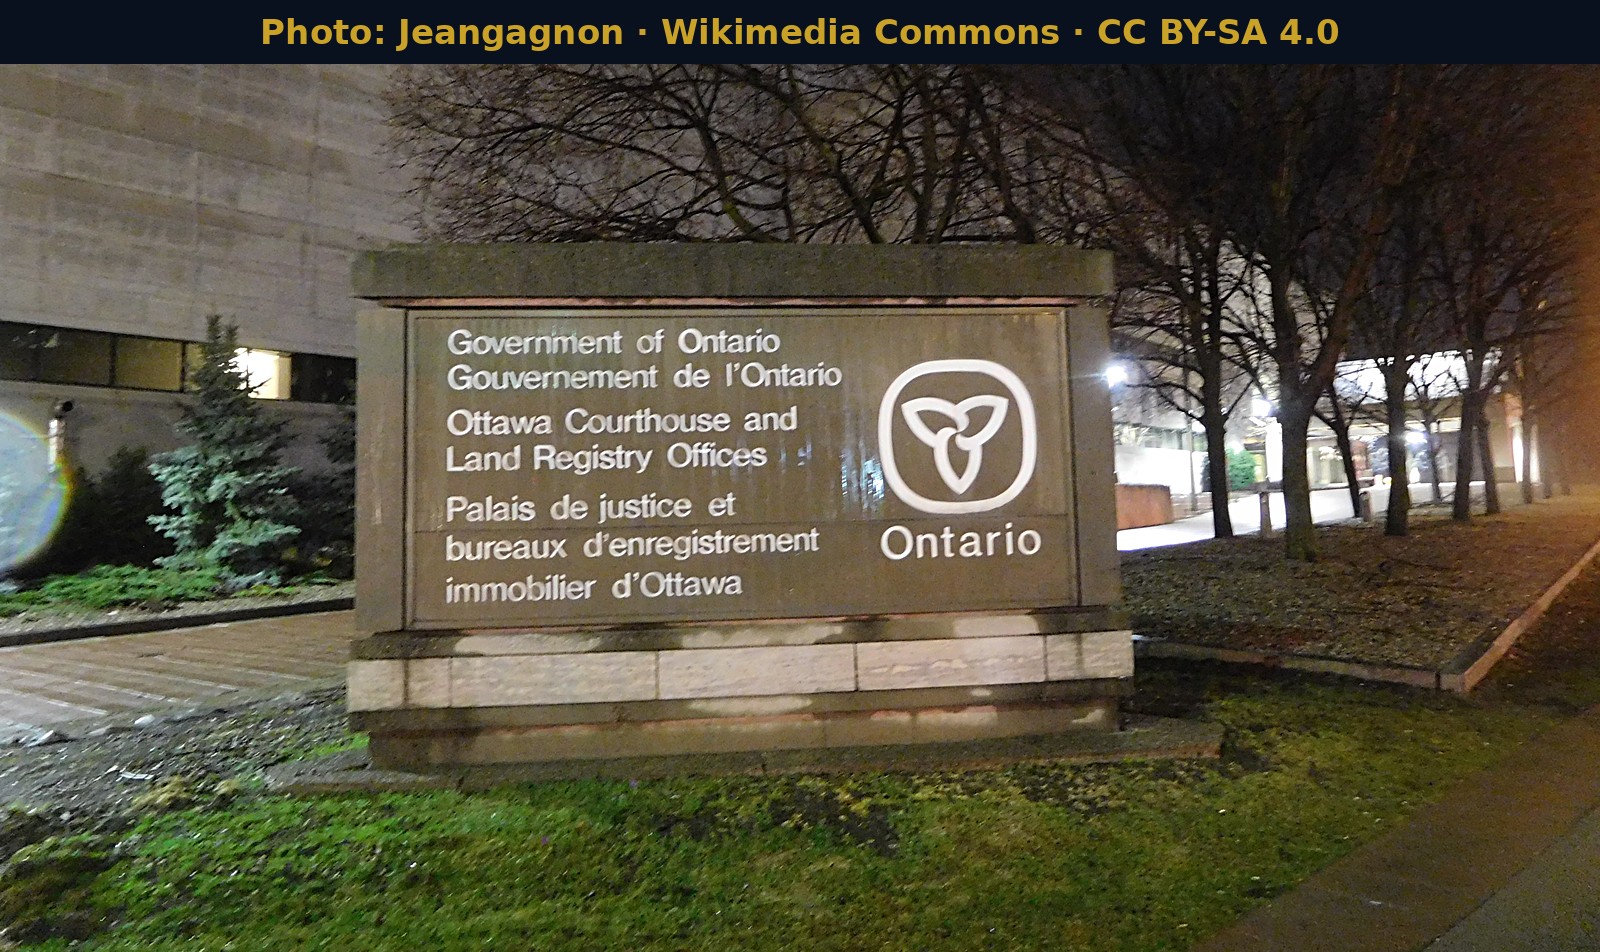 Photo: Jeangagnon · Wikimedia Commons · CC BY-SA 4.0
Government of Ontario
Gouvernement de l'Ontario
Ottawa Courthouse and
Land Registry Offices
Palais de justice et
bureaux d'enregistrement
immobilier d'Ottawa
Ontario